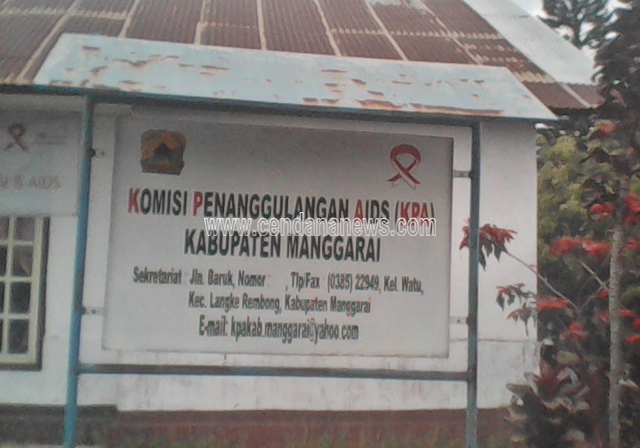 KOMISI PENANGGULANGAN AIDS (KPA)
www.cendananews.com
KABUPATEN MANGGARAI
Sekretariat : Jln. Baruk, Nomor , Tlp/Fax : (0385) 22949, Kel. Watu,
Kec. Langke Rembong, Kabupaten Manggarai
E-mail: kpakab.manggarai@yahoo.com
V & AIDS